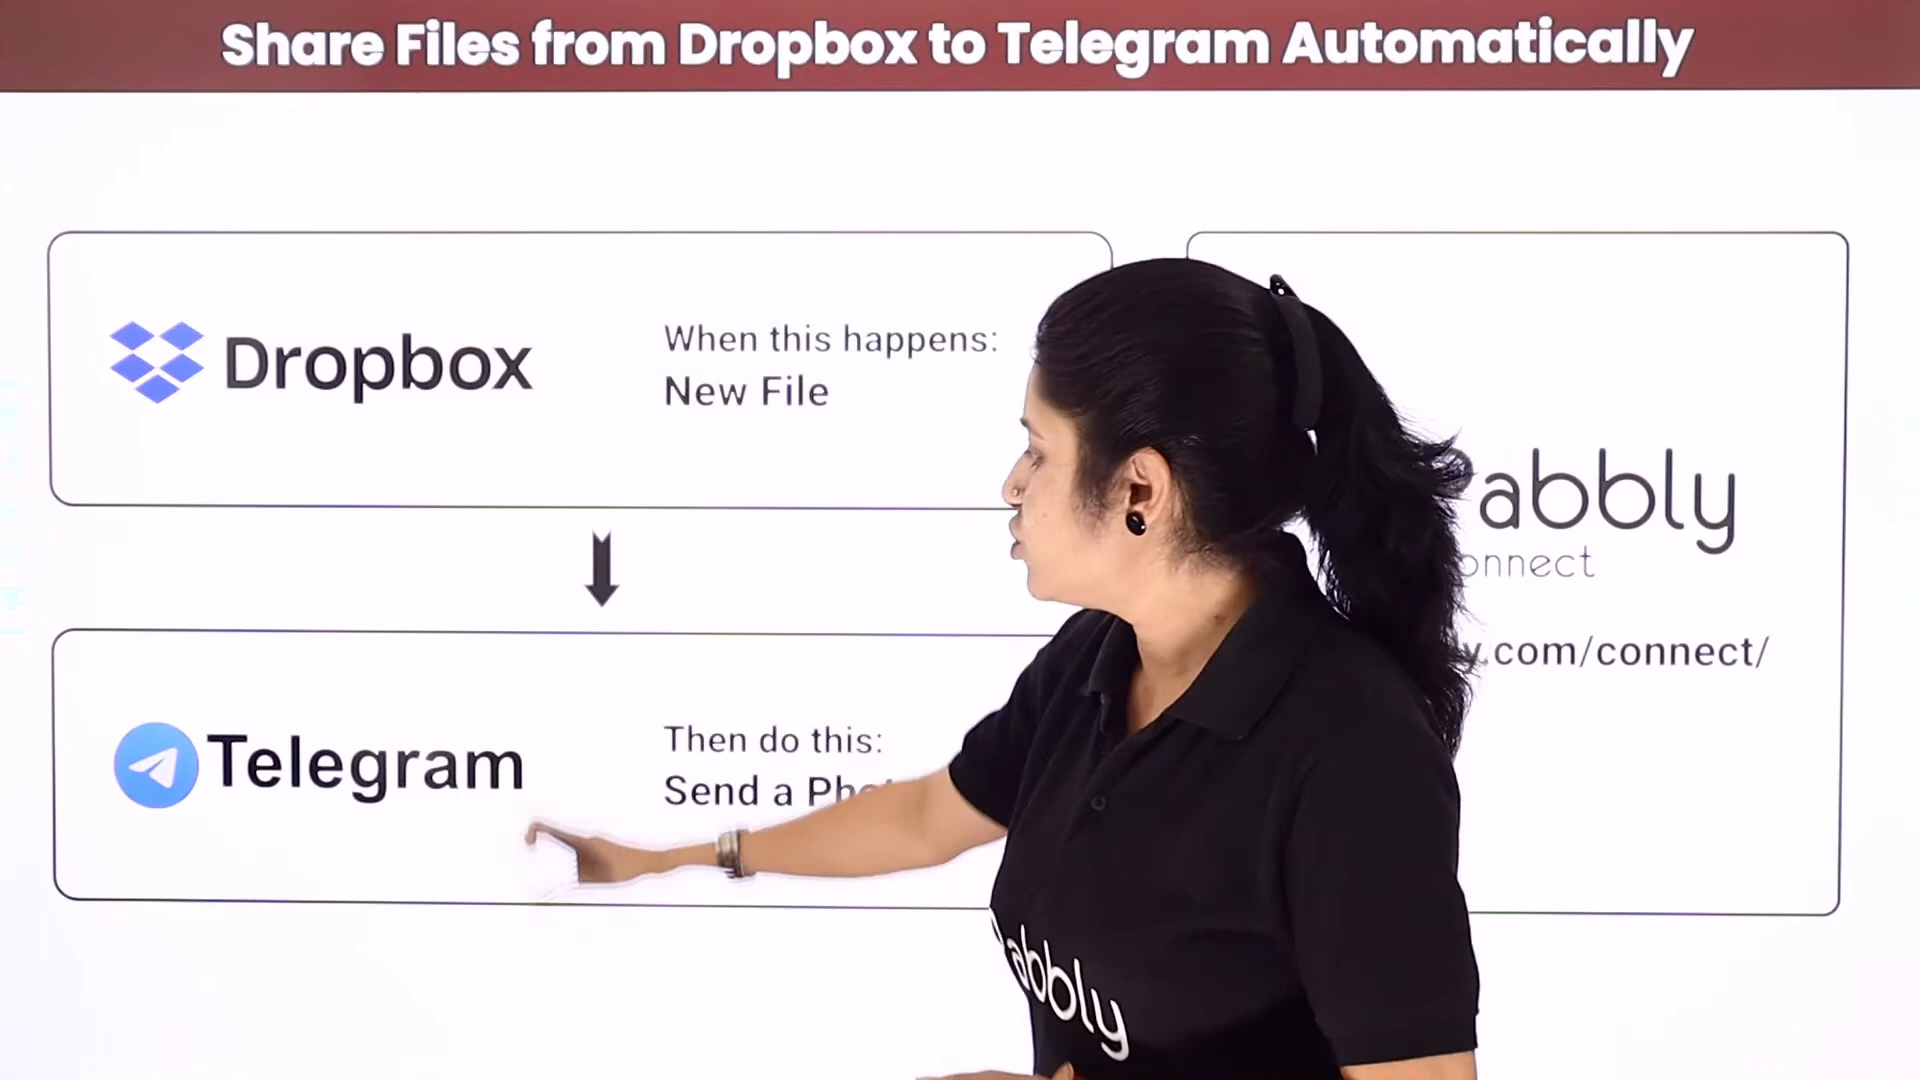 Share Files from Dropbox to Telegram Automatically
Dropbox
When this happens:
New File
Telegram
Then do this:
Send a
abbly
onnect
.com/connect/
abbly